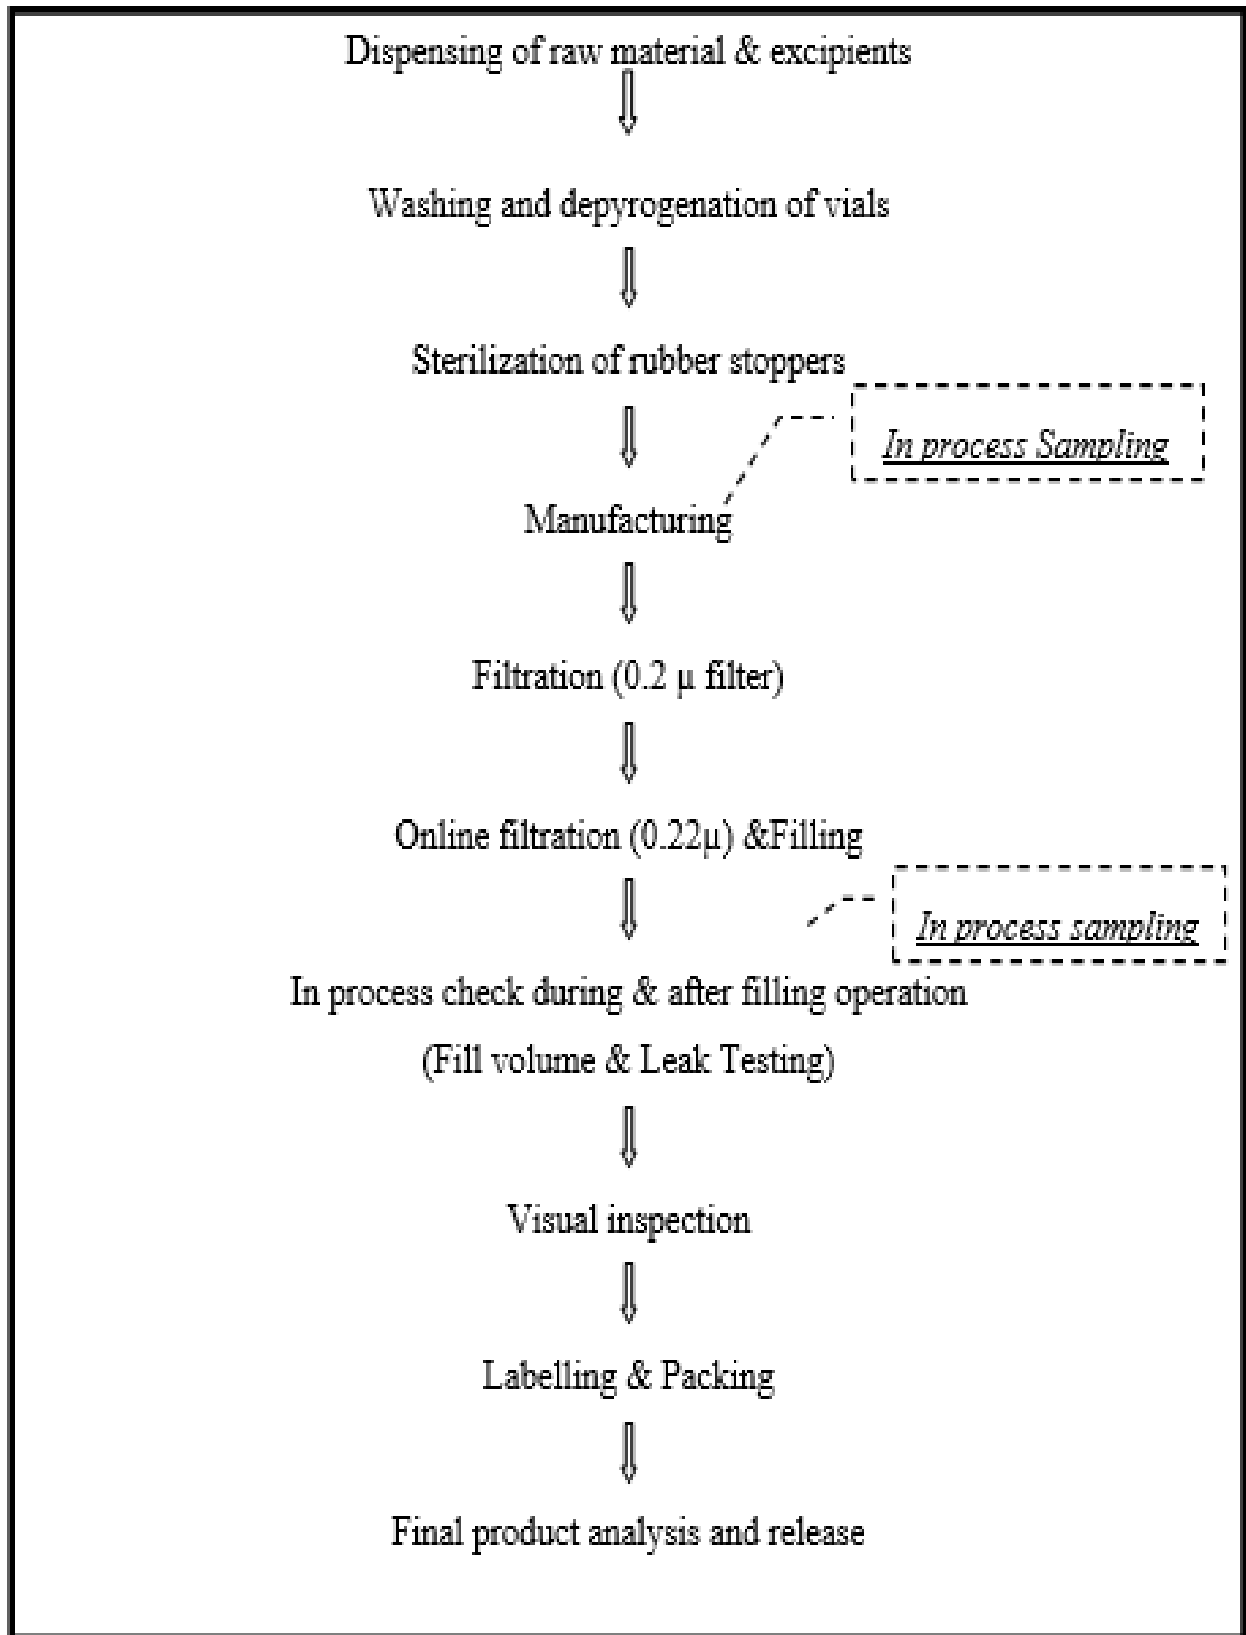 Dispensing of raw material & excipients
Washing and depyrogenation of vials
Sterilization of rubber stoppers
In process Sampling
Manufacturing
Filtration (0.2 µ filter)
Online filtration (0.22µ) &Filling
In process sampling
In process check during & after filling operation
(Fill volume & Leak Testing)
Visual inspection
Labelling & Packing
Final product analysis and release